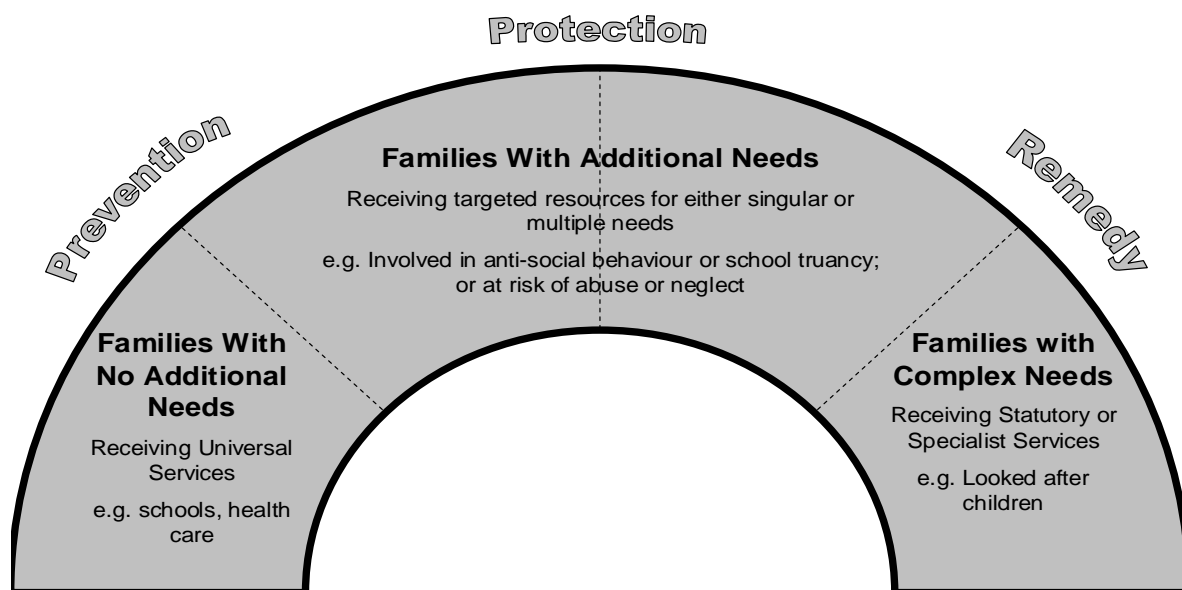 Protection
Prevention
Remedy
Families With Additional Needs
Receiving targeted resources for either singular or
multiple needs
e.g. Involved in anti-social behaviour or school truancy;
or at risk of abuse or neglect
Families With
No Additional
Needs
Receiving Universal
Services
e.g. schools, health
care
Families with
Complex Needs
Receiving Statutory or
Specialist Services
e.g. Looked after
children